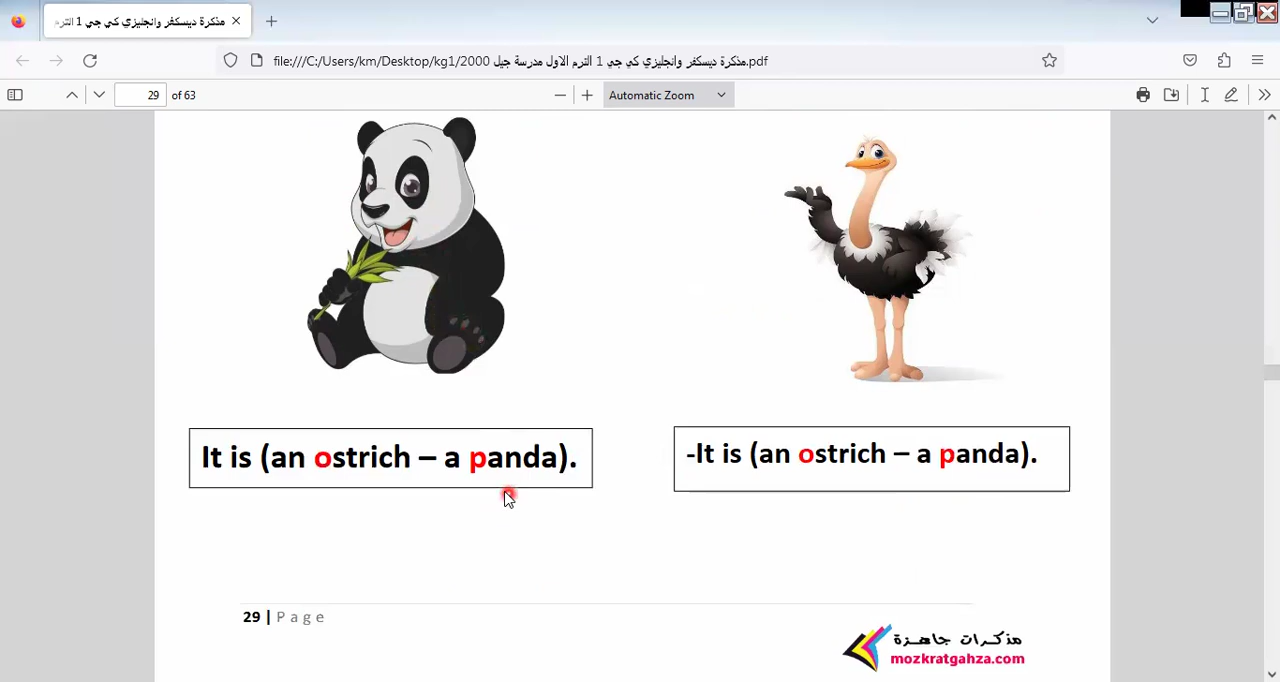 مذكرة ديسكفر وانجليزي كي جي 1 الترم
file:///C:/Users/km/Desktop/kg1/2000 مذكرة ديسكفر وانجليزي كي جي 1 الترم الاول مدرسة جيل.pdf
29 of 63
Automatic Zoom
It is (an ostrich – a panda).
-It is (an ostrich – a panda).
29 | Page
مذكرات جاهزة
mozkratgahza.com